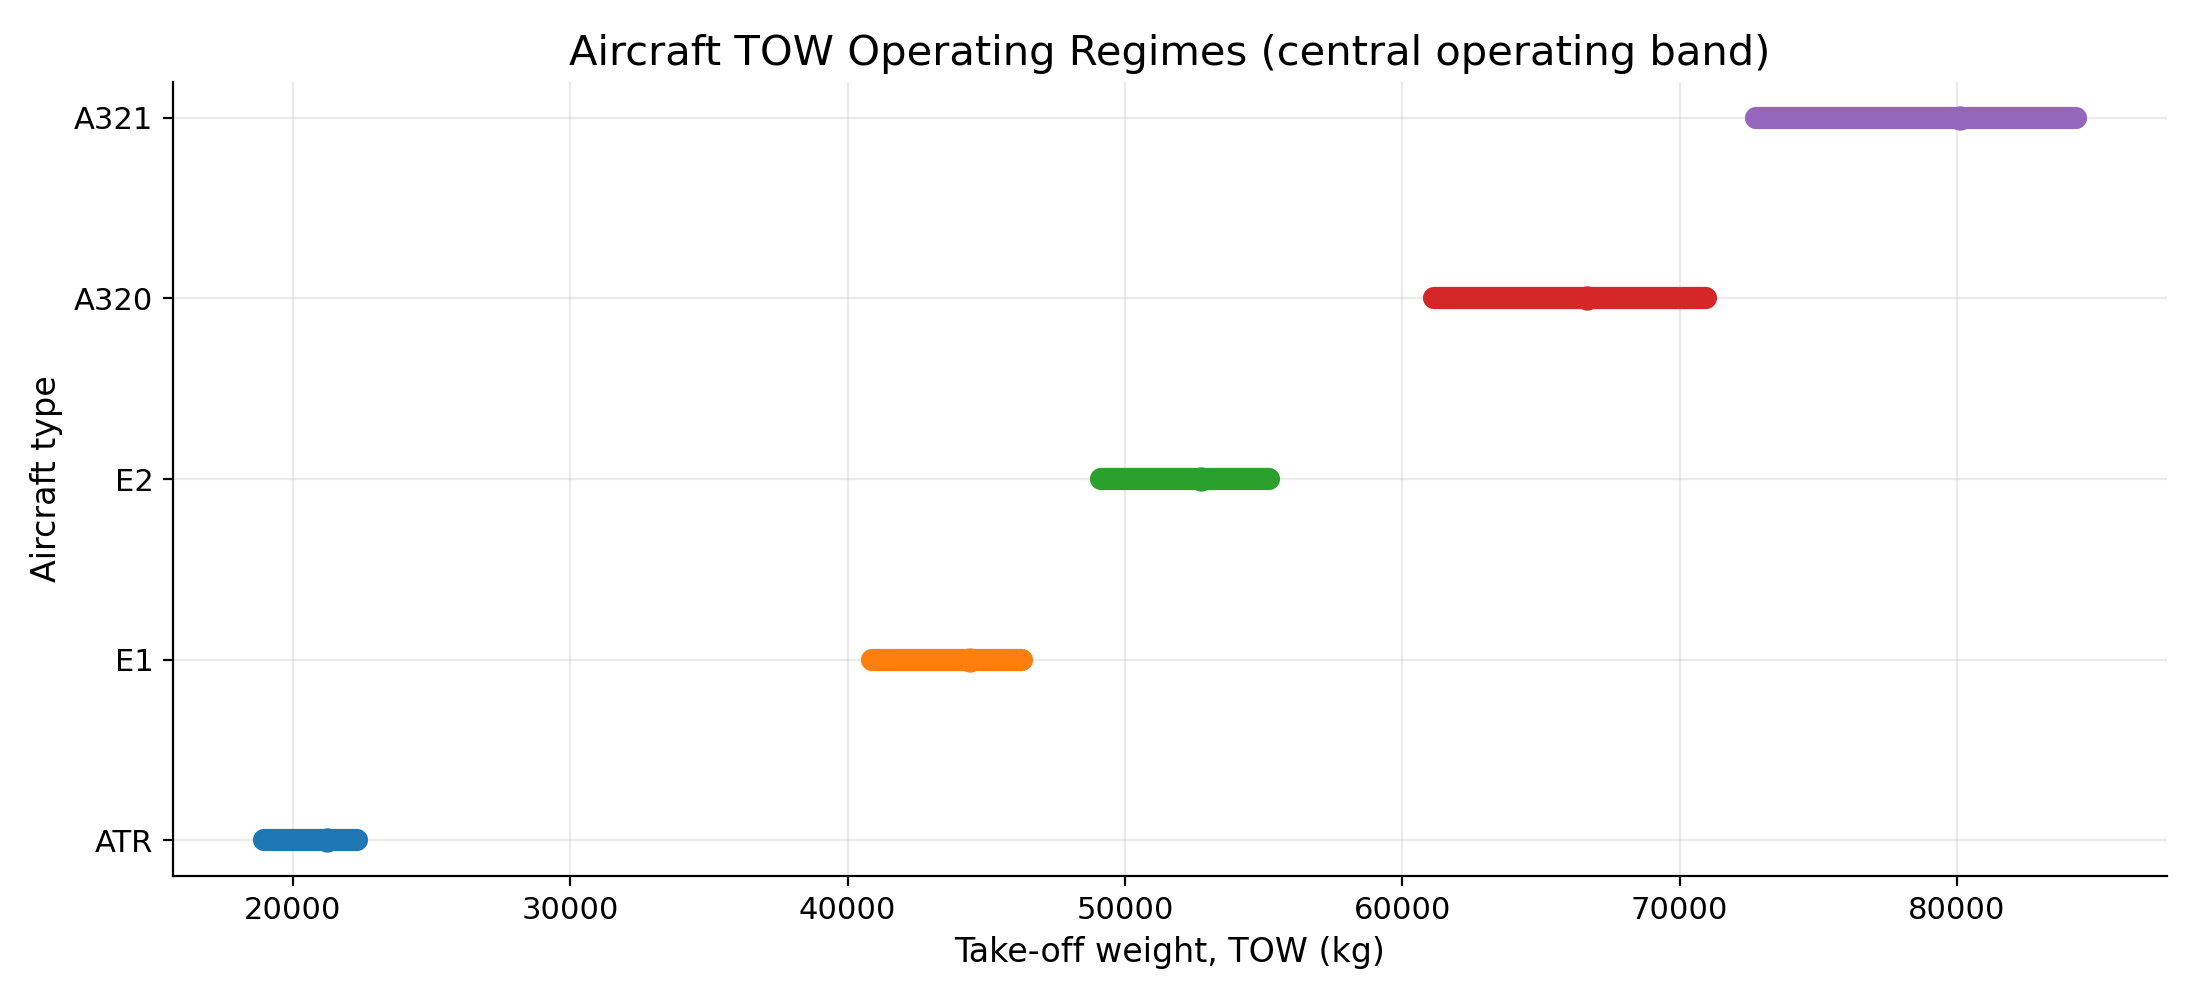 Aircraft TOW Operating Regimes (central operating band)
A321
A320
E2
E1
ATR
Aircraft type
20000 30000 40000 50000 60000 70000 80000
Take-off weight, TOW (kg)